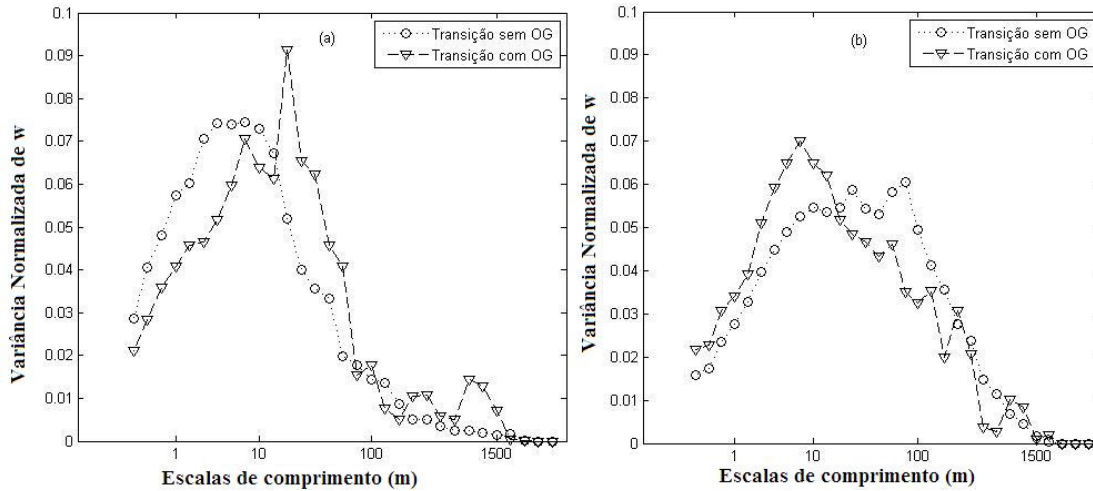 (a)
Transição sem OG
Transição com OG
Variância Normalizada de w
0.1
0.09
0.08
0.07
0.06
0.05
0.04
0.03
0.02
0.01
0
1 10 100 1500
Escalas de comprimento (m)
(b)
Transição sem OG
Transição com OG
Variância Normalizada de w
0.1
0.09
0.08
0.07
0.06
0.05
0.04
0.03
0.02
0.01
0
1 10 100 1500
Escalas de comprimento (m)